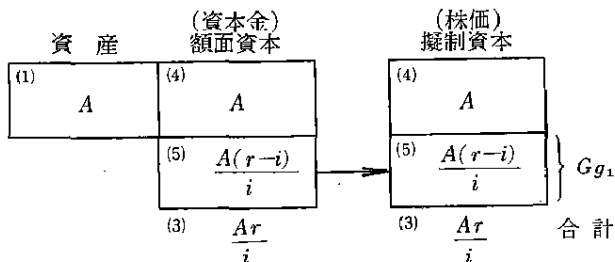 (資本金) (株価)
資 産 額面資本 擬制資本
(1) A (4) A (4) A
(5) A(r−i)/i (5) A(r−i)/i } Gg₁
(3) Ar/i (3) Ar/i 合 計